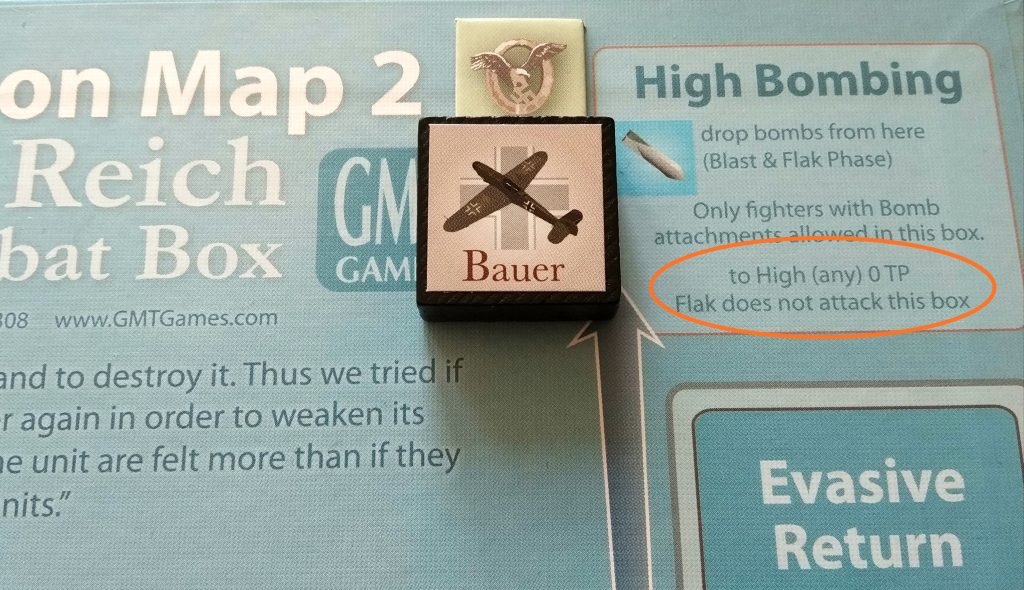 on Map 2
Reich
bat Box
GM
GAM
308 www.GMTGames.com
and to destroy it. Thus we tried if
r again in order to weaken its
ne unit are felt more than if they
nits.”
Bauer
High Bombing
drop bombs from here
(Blast & Flak Phase)
Only fighters with Bomb
attachments allowed in this box.
to High (any) 0 TP
Flak does not attack this box
Evasive
Return